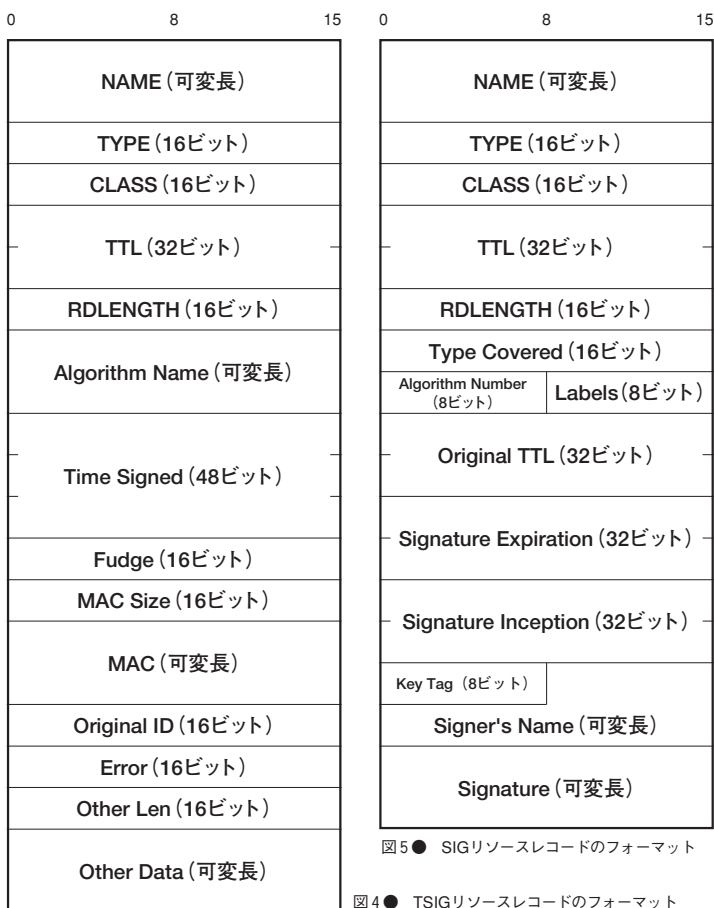 0 8 15
NAME(可変長)
TYPE(16ビット)
CLASS(16ビット)
TTL(32ビット)
RDLENGTH(16ビット)
Algorithm Name(可変長)
Time Signed(48ビット)
Fudge(16ビット)
MAC Size(16ビット)
MAC(可変長)
Original ID(16ビット)
Error(16ビット)
Other Len(16ビット)
Other Data(可変長)
図4● TSIGリソースレコードのフォーマット
0 8 15
NAME(可変長)
TYPE(16ビット)
CLASS(16ビット)
TTL(32ビット)
RDLENGTH(16ビット)
Type Covered(16ビット)
Algorithm Number
(8ビット)
Labels(8ビット)
Original TTL(32ビット)
Signature Expiration(32ビット)
Signature Inception(32ビット)
Key Tag(8ビット)
Signer's Name(可変長)
Signature(可変長)
図5● SIGリソースレコードのフォーマット